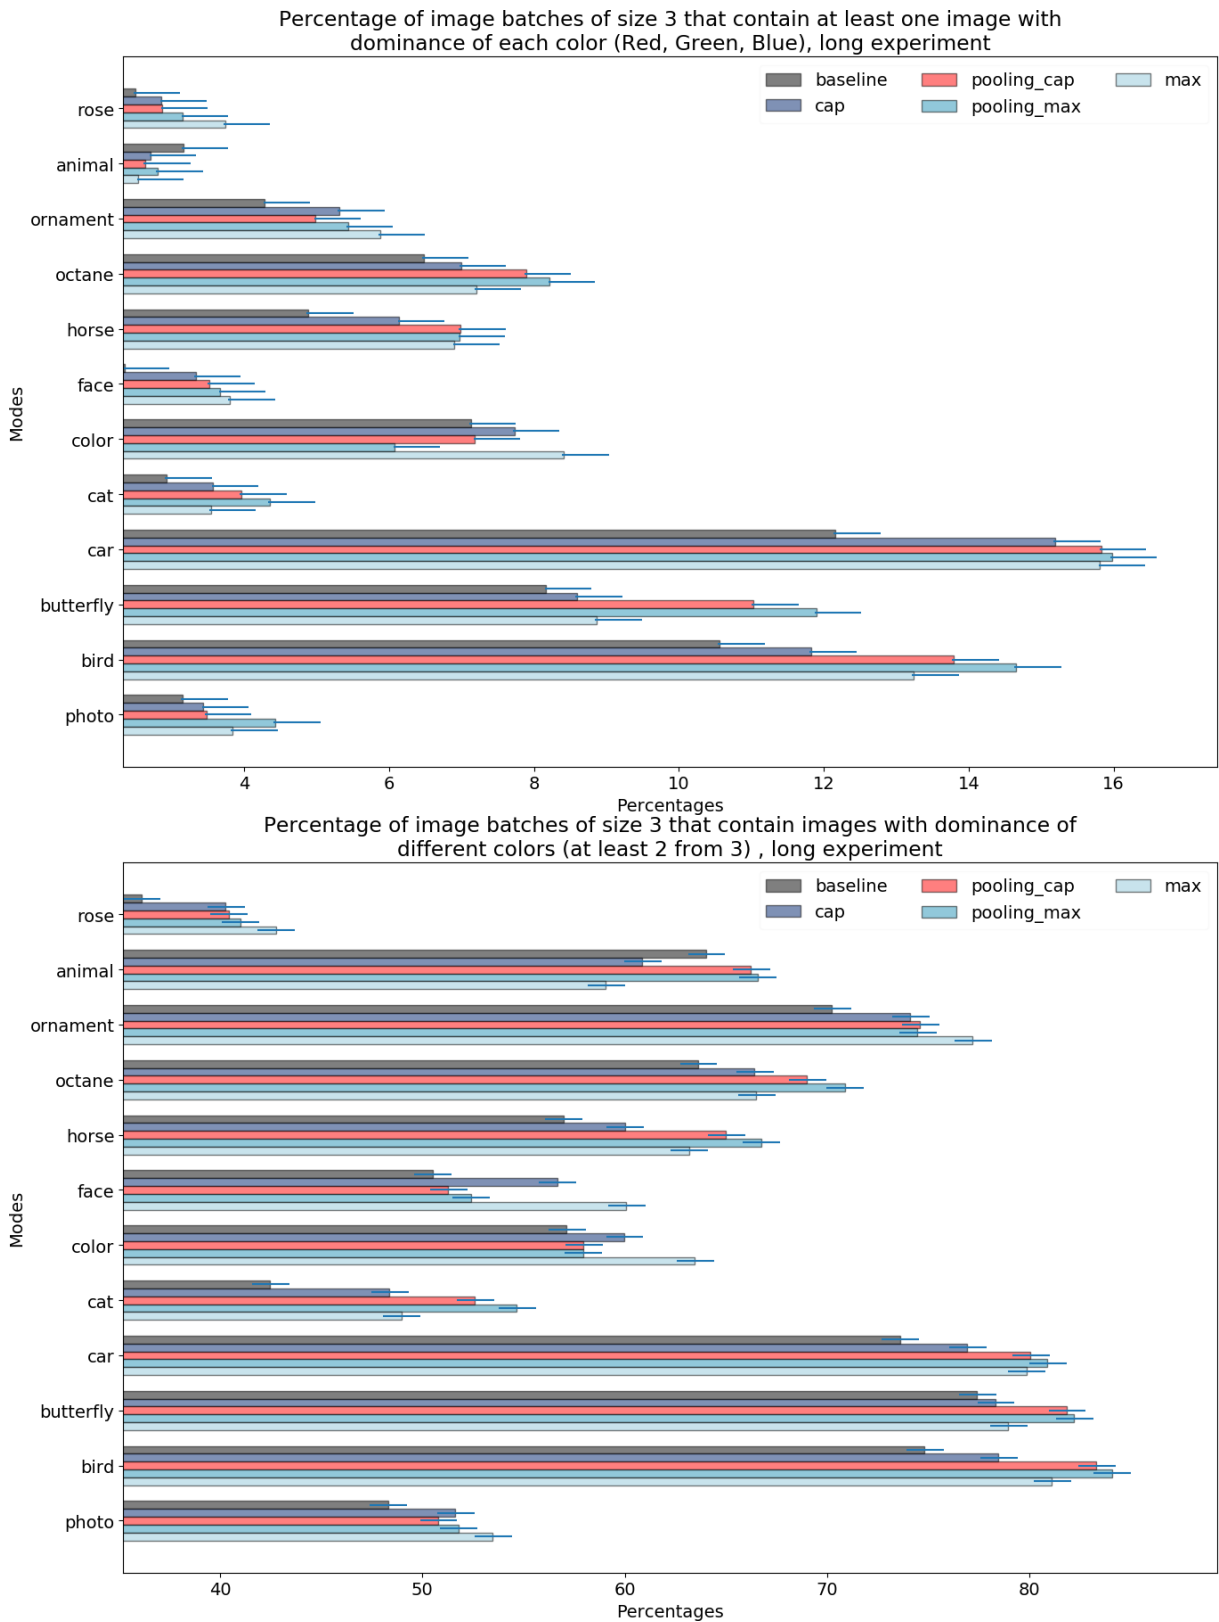 Percentage of image batches of size 3 that contain at least one image with
dominance of each color (Red, Green, Blue), long experiment
baseline
cap
pooling_cap
pooling_max
max
rose
animal
ornament
octane
horse
face
color
cat
car
butterfly
bird
photo
Modes
4 6 8 10 12 14 16
Percentages
Percentage of image batches of size 3 that contain images with dominance of
different colors (at least 2 from 3) , long experiment
baseline
cap
pooling_cap
pooling_max
max
rose
animal
ornament
octane
horse
face
color
cat
car
butterfly
bird
photo
Modes
40 50 60 70 80
Percentages